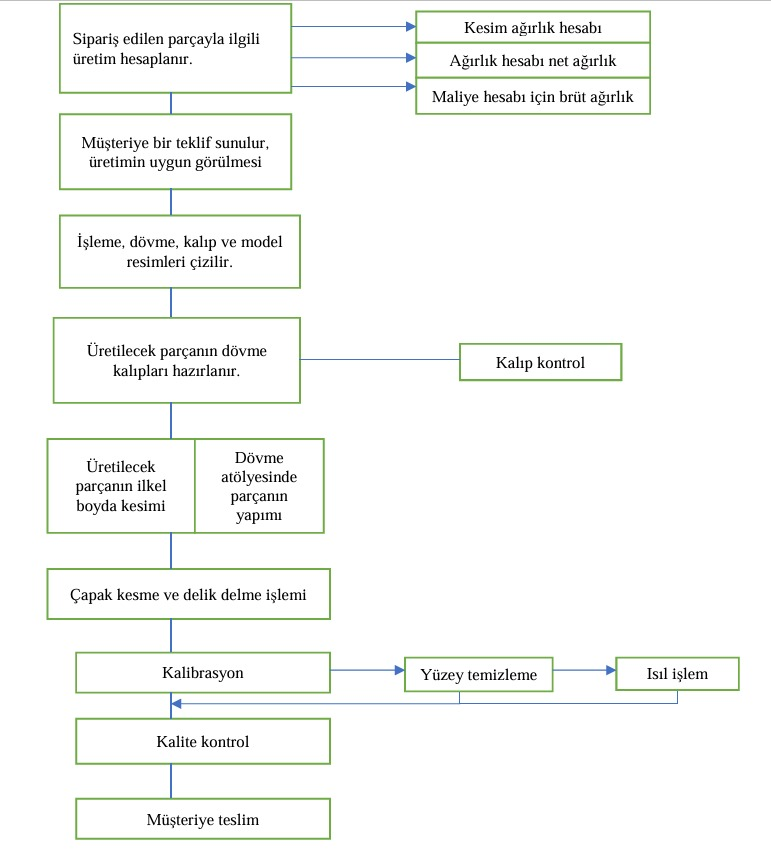 Sipariş edilen parçayla ilgili
üretim hesaplanır.
Kesim ağırlık hesabı
Ağırlık hesabı net ağırlık
Maliye hesabı için brüt ağırlık
Müşteriye bir teklif sunulur,
üretimin uygun görülmesi
İşleme, dövme, kalıp ve model
resimleri çizilir.
Üretilecek parçanın dövme
kalıpları hazırlanır.
Kalıp kontrol
Üretilecek
parçanın ilkel
boyda kesimi
Dövme
atölyesinde
parçanın
yapımı
Çapak kesme ve delik delme işlemi
Kalibrasyon
Yüzey temizleme
Isıl işlem
Kalite kontrol
Müşteriye teslim